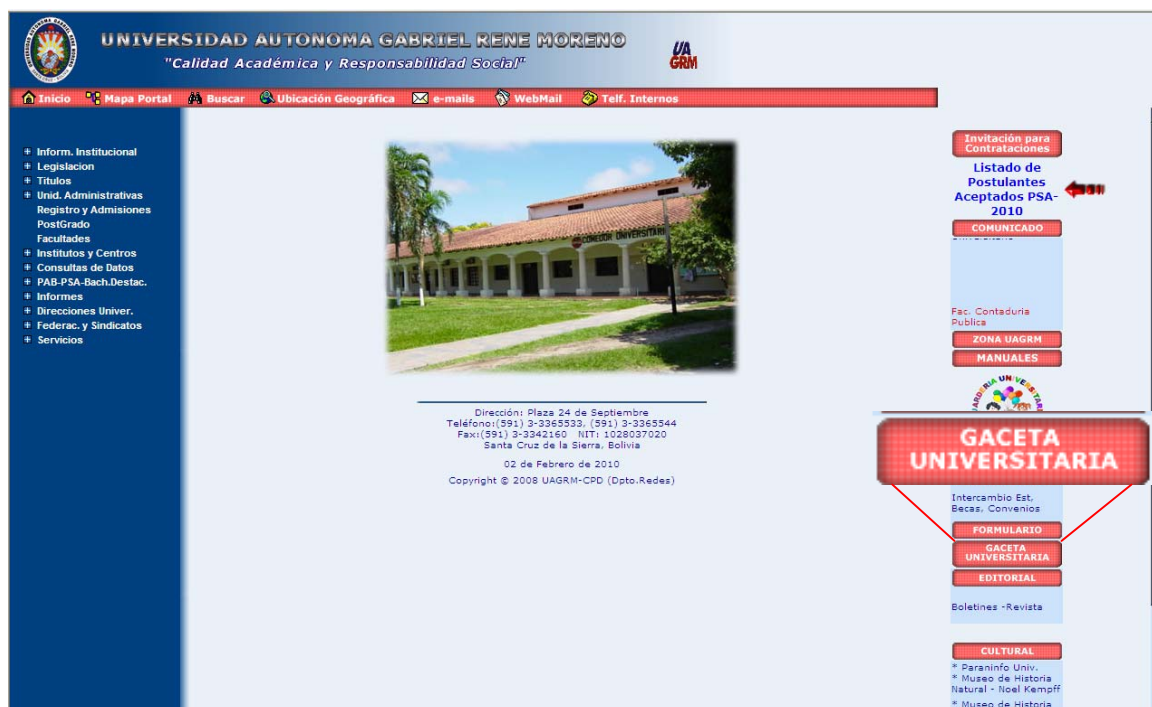 UNIVERSIDAD AUTONOMA GABRIEL RENE MORENO
"Calidad Académica y Responsabilidad Social"
UA
GRM
Inicio Mapa Portal Buscar Ubicación Geográfica e-mails WebMail Telf. Internos
Inform. Institucional
Legislacion
Titulos
Unid. Administrativas
Registro y Admisiones
PostGrado
Facultades
Institutos y Centros
Consultas de Datos
PAB-PSA-Bach.Destac.
Informes
Direcciones Univer.
Federac. y Sindicatos
Servicios
COMEDOR UNIVERSITARI
Dirección: Plaza 24 de Septiembre
Teléfono:(591) 3-3365533, (591) 3-3365544
Fax:(591) 3-3342160 NIT: 1028037020
Santa Cruz de la Sierra, Bolivia
02 de Febrero de 2010
Copyright © 2008 UAGRM-CPD (Dpto.Redes)
Invitación para
Contrataciones
Listado de
Postulantes
Aceptados PSA-
2010
COMUNICADO
Fac. Contaduria
Publica
ZONA UAGRM
MANUALES
GACETA
UNIVERSITARIA
Intercambio Est,
Becas, Convenios
FORMULARIO
GACETA
UNIVERSITARIA
EDITORIAL
Boletines -Revista
CULTURAL
* Paraninfo Univ.
* Museo de Historia
Natural - Noel Kempff
* Museo de Historia